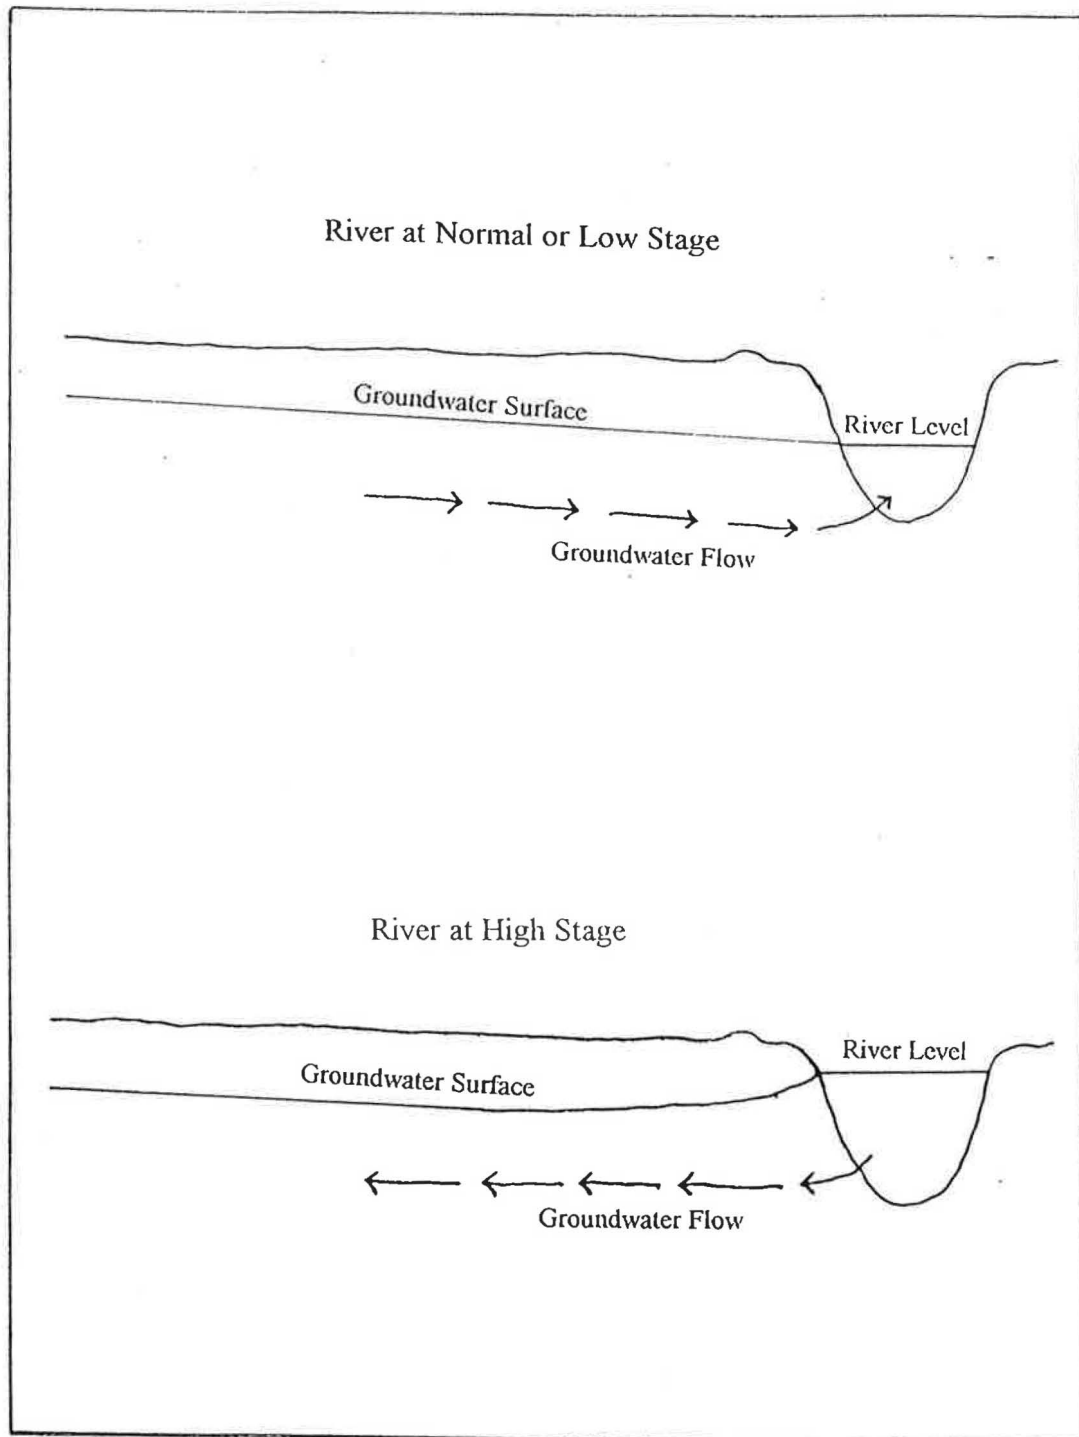 River at Normal or Low Stage
Groundwater Surface
River Level
Groundwater Flow
River at High Stage
River Level
Groundwater Surface
Groundwater Flow